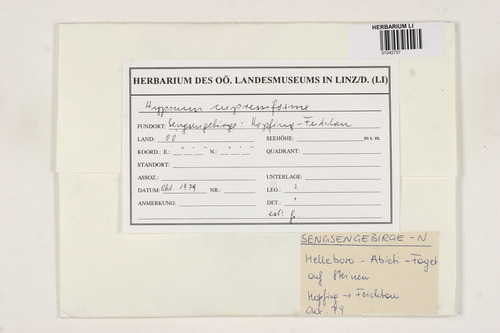 HERBARIUM LI
01042757
HERBARIUM DES OÖ. LANDESMUSEUMS IN LINZ/D. (LI)
Hypnum cupressiforme
FUNDORT: Sengsengebirge: Hopfing - Feichtau
LAND: OÖ SEEHÖHE: m s. m.
KOORD.: E.: ° ' " N.: ° ' " QUADRANT:
STANDORT:
ASSOZ.: UNTERLAGE:
DATUM: Okt. 1979 NR.: LEG.: ?
ANMERKUNG: DET.: ?
SENGSENGEBIRGE - N
Helleboro - Abieti - Faget
auf Steinen
Hopfing → Feichtau
Okt. 79